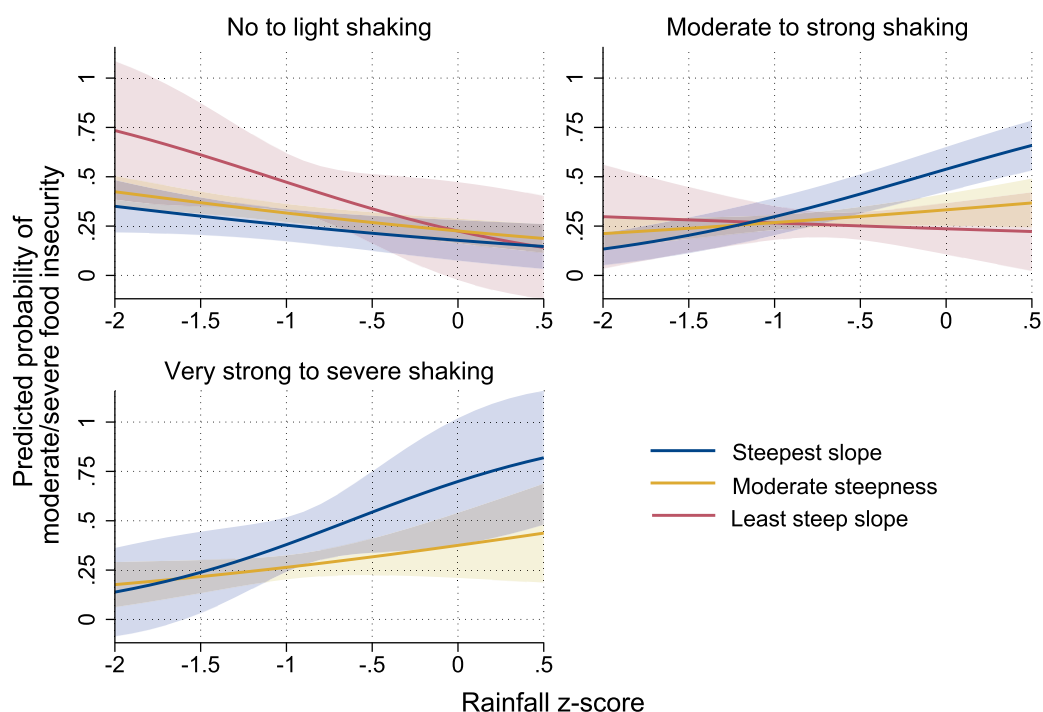 No to light shaking
Moderate to strong shaking
1
.75
.5
.25
0
-2 -1.5 -1 -.5 0 .5
1
.75
.5
.25
0
-2 -1.5 -1 -.5 0 .5
Predicted probability of
moderate/severe food insecurity
Very strong to severe shaking
1
.75
.5
.25
0
-2 -1.5 -1 -.5 0 .5
Steepest slope
Moderate steepness
Least steep slope
Rainfall z-score